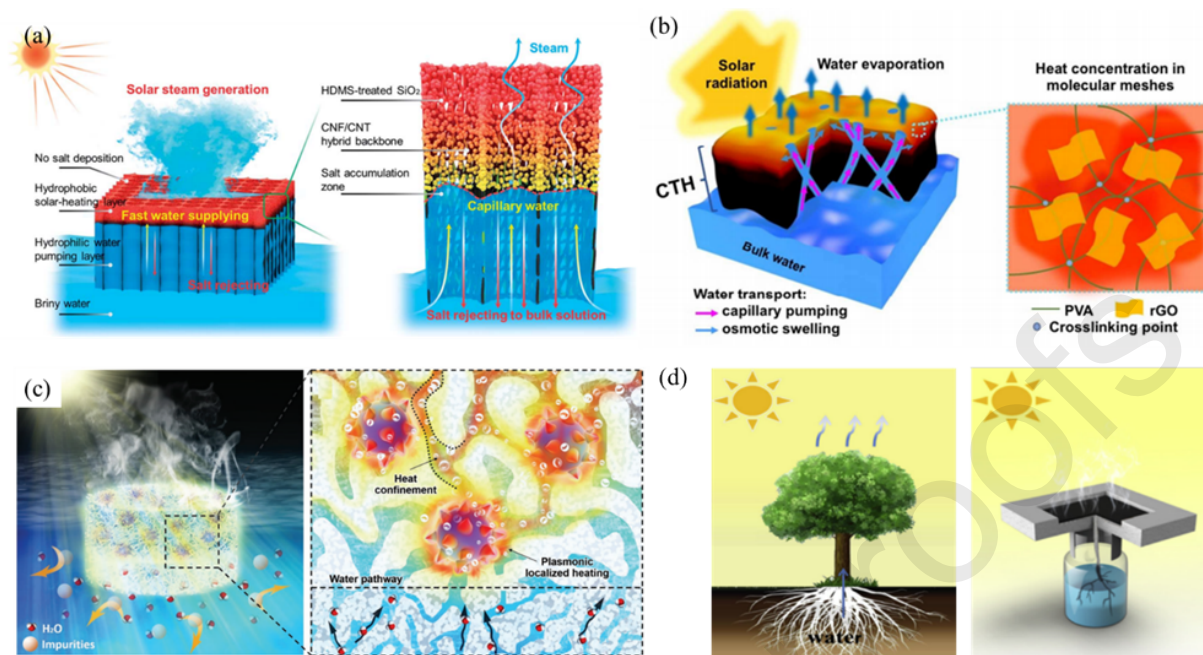 (a)
Solar steam generation
No salt deposition
Hydrophobic
solar-heating layer
Fast water supplying
Hydrophilic water
pumping layer
Salt rejecting
Briny water
Steam
HDMS-treated SiO₂
CNF/CNT
hybrid backbone
Salt accumulation
zone
Capillary water
Salt rejecting to bulk solution
(b)
Solar
radiation
Water evaporation
CTH
Bulk water
Water transport:
capillary pumping
osmotic swelling
Heat concentration in
molecular meshes
PVA
rGO
Crosslinking point
(c)
H₂O
Impurities
Heat
confinement
Plasmonic
localized heating
Water pathway
(d)
water
roofs